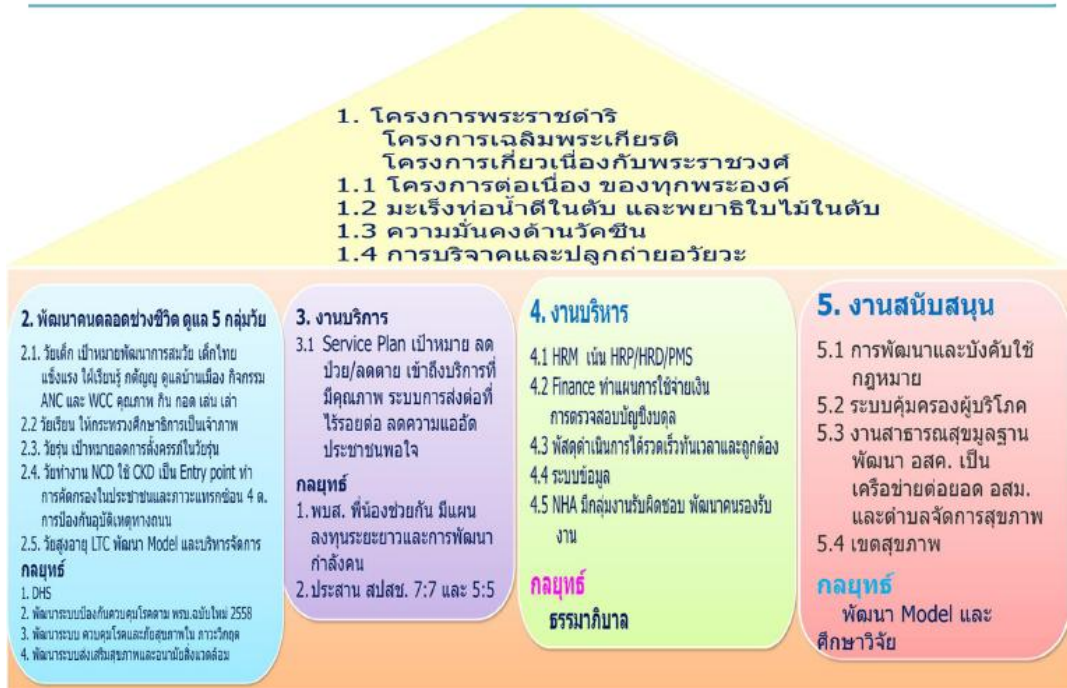 1. โครงการพระราชดำริ
โครงการเฉลิมพระเกียรติ
โครงการเกี่ยวเนื่องกับพระราชวงศ์
1.1 โครงการต่อเนื่อง ของทุกพระองค์
1.2 มะเร็งท่อน้ำดีในตับ และพยาธิใบไม้ในตับ
1.3 ความมั่นคงด้านวัคซีน
1.4 การบริจาคและปลูกถ่ายอวัยวะ
2. พัฒนาคนตลอดช่วงชีวิต ดูแล 5 กลุ่มวัย
2.1. วัยเด็ก เป้าหมายพัฒนาการสมวัย เด็กไทย
แข็งแรง ใฝ่เรียนรู้ กตัญญู ดูแลบ้านเมือง กิจกรรม
ANC และ WCC คุณภาพ กิน กอด เล่น เล่า
2.2 วัยเรียน ให้กระทรวงศึกษาธิการเป็นเจ้าภาพ
2.3. วัยรุ่น เป้าหมายลดการตั้งครรภ์ในวัยรุ่น
2.4. วัยทำงาน NCD ใช้ CKD เป็น Entry point ทำ
การคัดกรองในประชาชนและภาวะแทรกซ้อน 4 ต.
การป้องกันอุบัติเหตุทางถนน
2.5. วัยสูงอายุ LTC พัฒนา Model และบริหารจัดการ
กลยุทธ์
1. DHS
2. พัฒนาระบบป้องกันควบคุมโรคตาม พรบ.ฉบับใหม่ 2558
3. พัฒนาระบบ ควบคุมโรคและภัยสุขภาพใน ภาวะวิกฤต
4. พัฒนาระบบส่งเสริมสุขภาพและอนามัยสิ่งแวดล้อม
3. งานบริการ
3.1 Service Plan เป้าหมาย ลด
ป่วย/ลดตาย เข้าถึงบริการที่
มีคุณภาพ ระบบการส่งต่อที่
ไร้รอยต่อ ลดความแออัด
ประชาชนพอใจ
กลยุทธ์
1.พบส. พี่น้องช่วยกัน มีแผน
ลงทุนระยะยาวและการพัฒนา
กำลังคน
2.ประสาน สปสช. 7:7 และ 5:5
4. งานบริหาร
4.1 HRM เน้น HRP/HRD/PMS
4.2 Finance ทำแผนการใช้จ่ายเงิน
การตรวจสอบบัญชีงบดุล
4.3 พัสดุดำเนินการได้รวดเร็วทันเวลาและถูกต้อง
4.4 ระบบข้อมูล
4.5 NHA มีกลุ่มงานรับผิดชอบ พัฒนาคนรองรับ
งาน
กลยุทธ์
ธรรมาภิบาล
5. งานสนับสนุน
5.1 การพัฒนาและบังคับใช้
กฎหมาย
5.2 ระบบคุ้มครองผู้บริโภค
5.3 งานสาธารณสุขมูลฐาน
พัฒนา อสค. เป็น
เครือข่ายต่อยอด อสม.
และตำบลจัดการสุขภาพ
5.4 เขตสุขภาพ
กลยุทธ์
พัฒนา Model และ
ศึกษาวิจัย